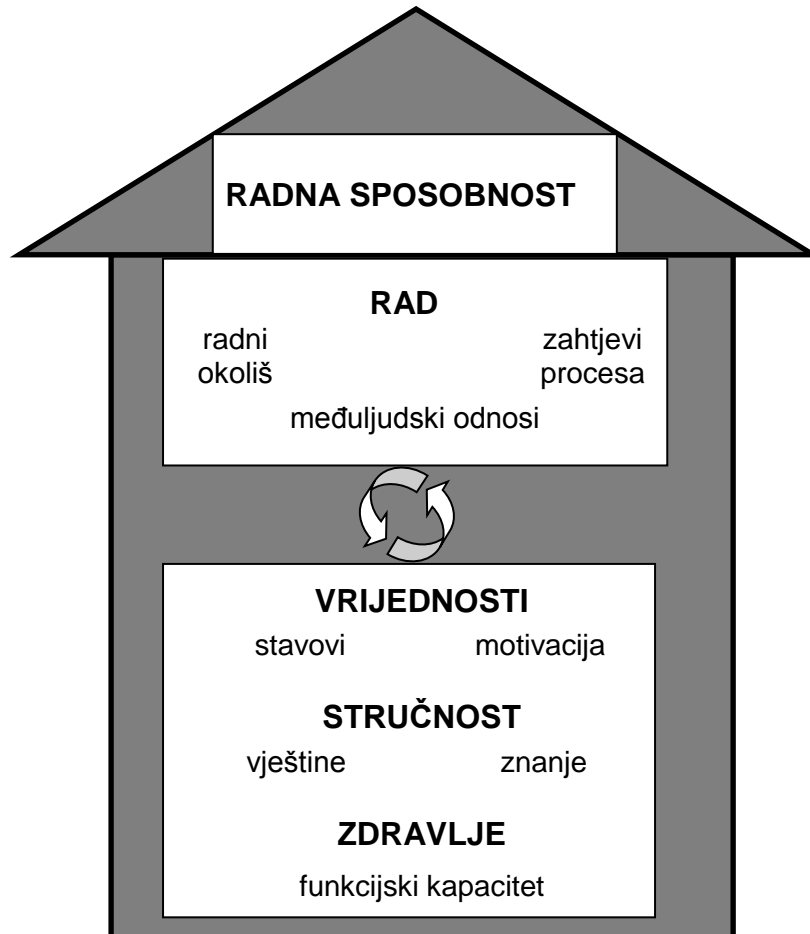 RADNA SPOSOBNOST
RAD
radni zahtjevi
okoliš procesa
međuljudski odnosi
VRIJEDNOSTI
stavovi motivacija
STRUČNOST
vještine znanje
ZDRAVLJE
funkcijski kapacitet